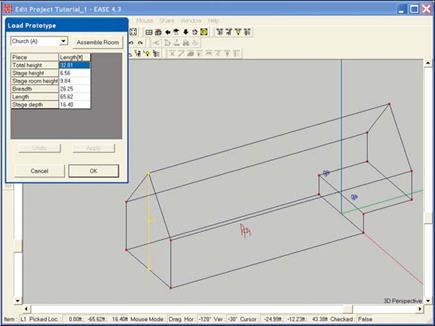 Edit Project Tutorial_1 - EASE 4.3
Mouse Share Window Help
Load Prototype
Church (A)
Assemble Room
Piece Length[ft]
Total height 32.81
Stage height 6.56
Stage room height 9.84
Breadth 26.25
Length 65.62
Stage depth 16.40
Undo Apply
Cancel OK
3D Perspective
Item: L1 Picked Loc.: 0.00ft -65.62ft 16.40ft Mouse Mode: Drag Hor -120° Ver -30° Cursor: -24.99ft -12.23ft 43.38ft Checked: False